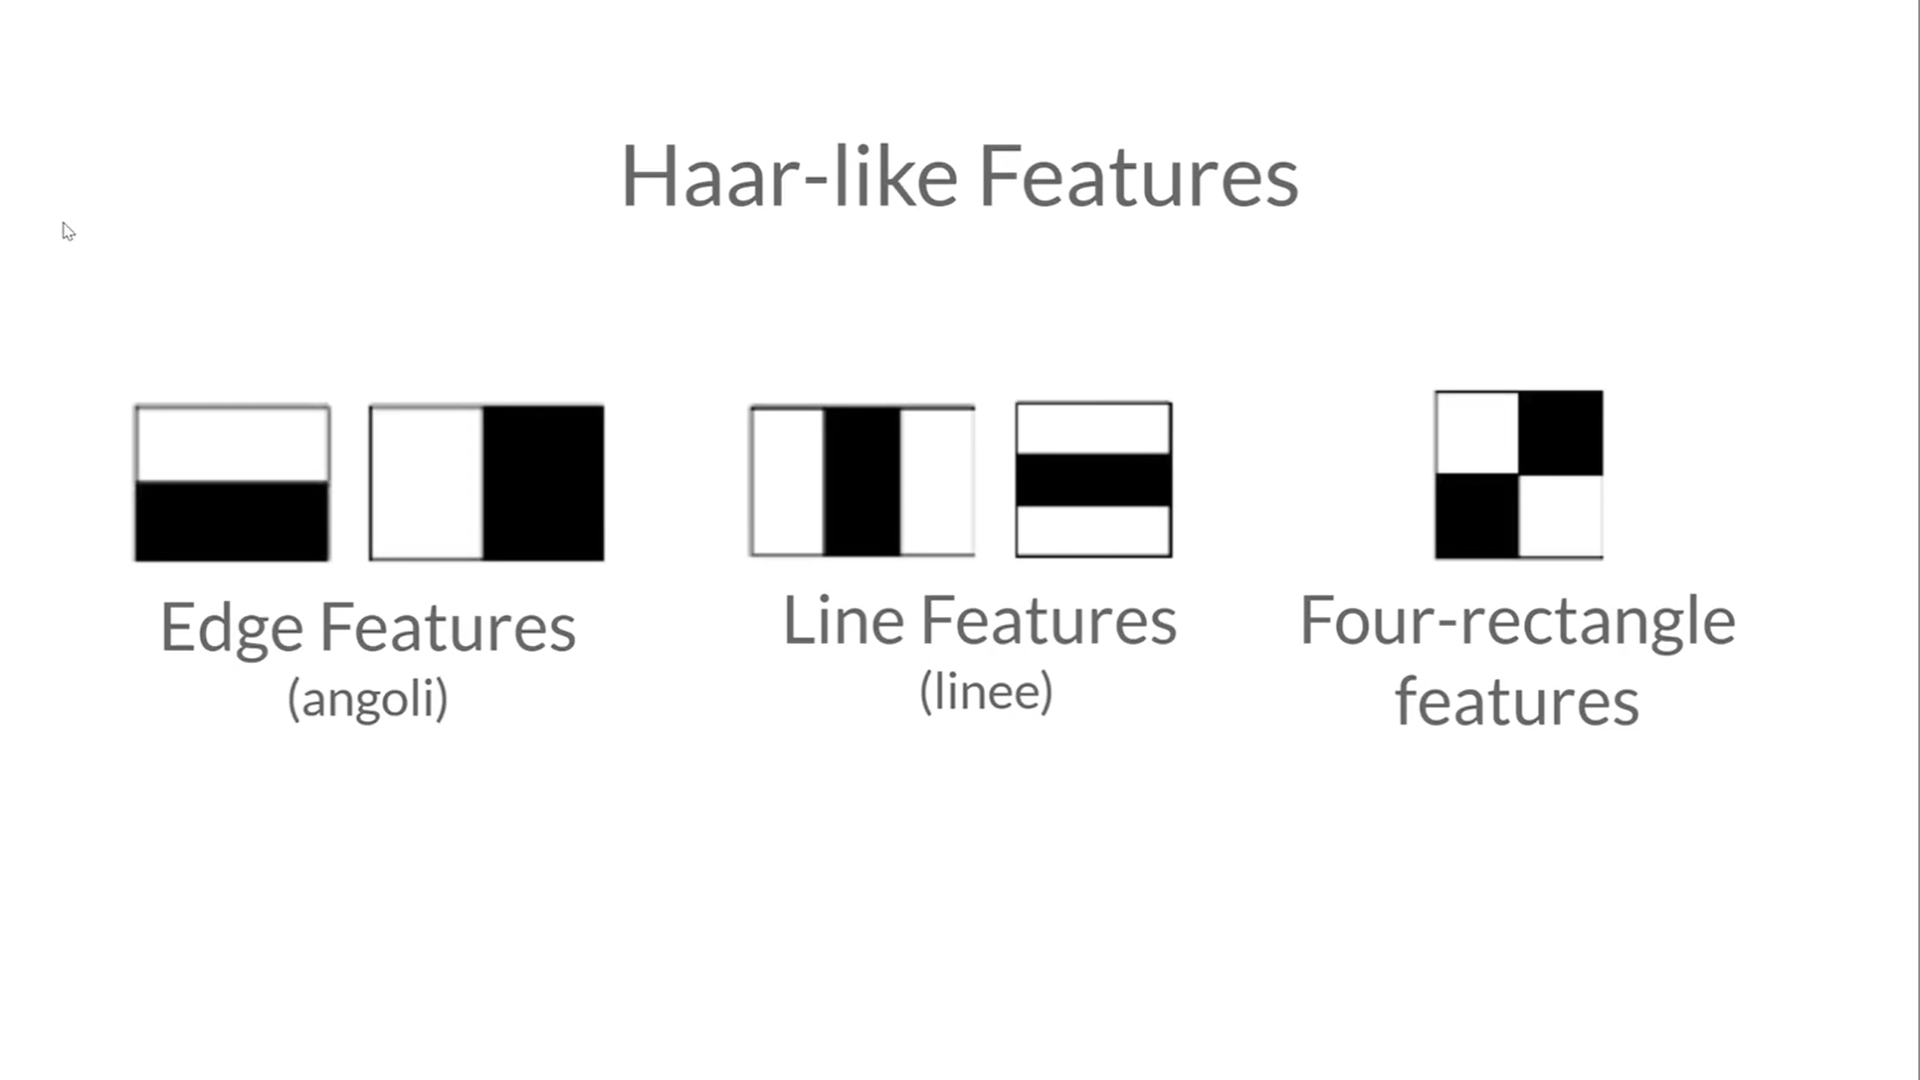 Haar-like Features
Edge Features
(angoli)
Line Features
(linee)
Four-rectangle
features